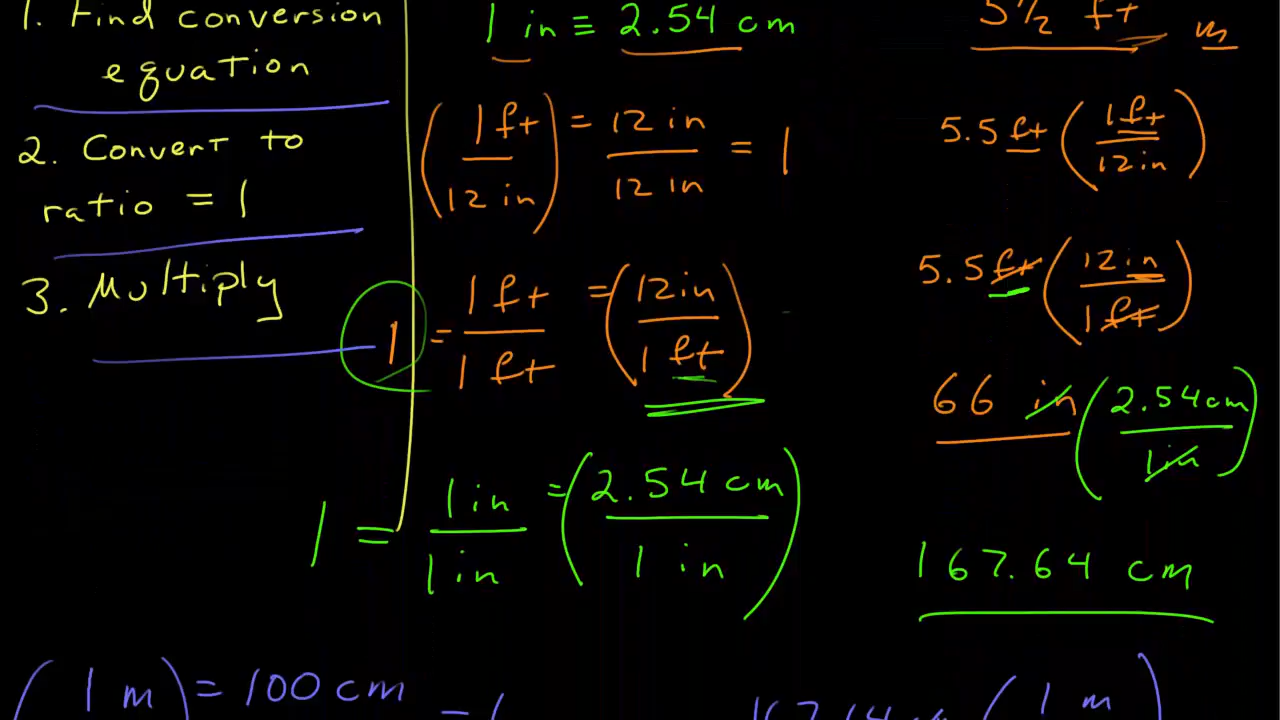 1. Find conversion
equation
2. Convert to
ratio = 1
3. Multiply
1 in ≡ 2.54 cm
(1 ft / 12 in) = 12 in / 12 in = 1
1 = 1 ft / 1 ft = (12 in / 1 ft)
1 = 1 in / 1 in = (2.54 cm / 1 in)
(1 m
) = 100 cm
5 1/2 ft → m
5.5 ft (1 ft / 12 in)
5.5 ft (12 in / 1 ft)
66 in (2.54 cm / 1 in)
167.64 cm
(1 m